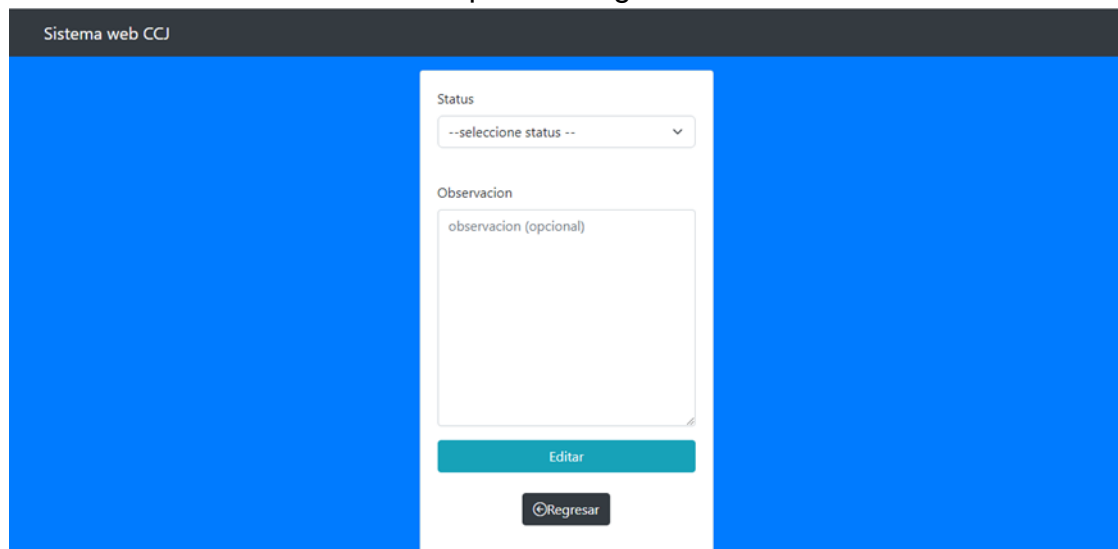 Sistema web CCJ
Status
--seleccione status --
Observacion
observacion (opcional)
Editar
Regresar